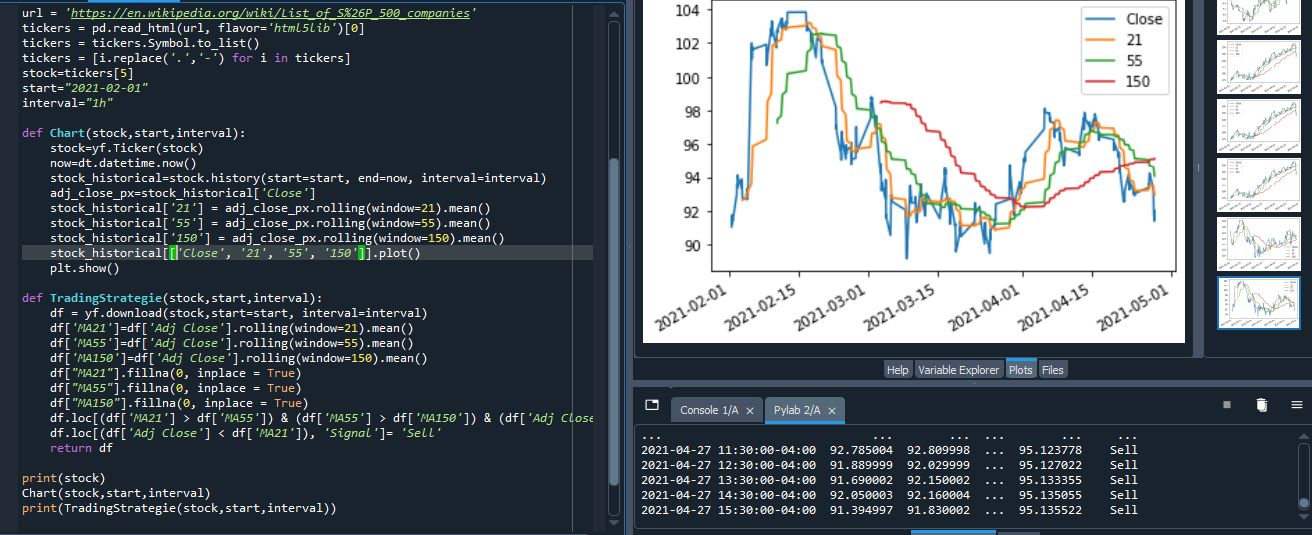 url = 'https://en.wikipedia.org/wiki/List_of_S%26P_500_companies'
tickers = pd.read_html(url, flavor='html5lib')[0]
tickers = tickers.Symbol.to_list()
tickers = [i.replace('.','-') for i in tickers]
stock=tickers[5]
start="2021-02-01"
interval="1h"
def Chart(stock,start,interval):
stock=yf.Ticker(stock)
now=dt.datetime.now()
stock_historical=stock.history(start=start, end=now, interval=interval)
adj_close_px=stock_historical['Close']
stock_historical['21'] = adj_close_px.rolling(window=21).mean()
stock_historical['55'] = adj_close_px.rolling(window=55).mean()
stock_historical['150'] = adj_close_px.rolling(window=150).mean()
stock_historical[['Close', '21', '55', '150']].plot()
plt.show()
def TradingStrategie(stock,start,interval):
df = yf.download(stock,start=start, interval=interval)
df['MA21']=df['Adj Close'].rolling(window=21).mean()
df['MA55']=df['Adj Close'].rolling(window=55).mean()
df['MA150']=df['Adj Close'].rolling(window=150).mean()
df["MA21"].fillna(0, inplace = True)
df["MA55"].fillna(0, inplace = True)
df["MA150"].fillna(0, inplace = True)
df.loc[(df['MA21'] > df['MA55']) & (df['MA55'] > df['MA150']) & (df['Adj Close
df.loc[(df['Adj Close'] < df['MA21']), 'Signal']= 'Sell'
return df
print(stock)
Chart(stock,start,interval)
print(TradingStrategie(stock,start,interval))
104
102
100
98
96
94
92
90
Close
21
55
150
2021-02-01
2021-02-15
2021-03-01
2021-03-15
2021-04-01
2021-04-15
2021-05-01
Help Variable Explorer Plots Files
Console 1/A × Pylab 2/A ×
... ... ... ... ... ...
2021-04-27 11:30:00-04:00 92.785004 92.809998 ... 95.123778 Sell
2021-04-27 12:30:00-04:00 91.889999 92.029999 ... 95.127022 Sell
2021-04-27 13:30:00-04:00 91.690002 92.150002 ... 95.133355 Sell
2021-04-27 14:30:00-04:00 92.050003 92.160004 ... 95.135055 Sell
2021-04-27 15:30:00-04:00 91.394997 91.830002 ... 95.135522 Sell